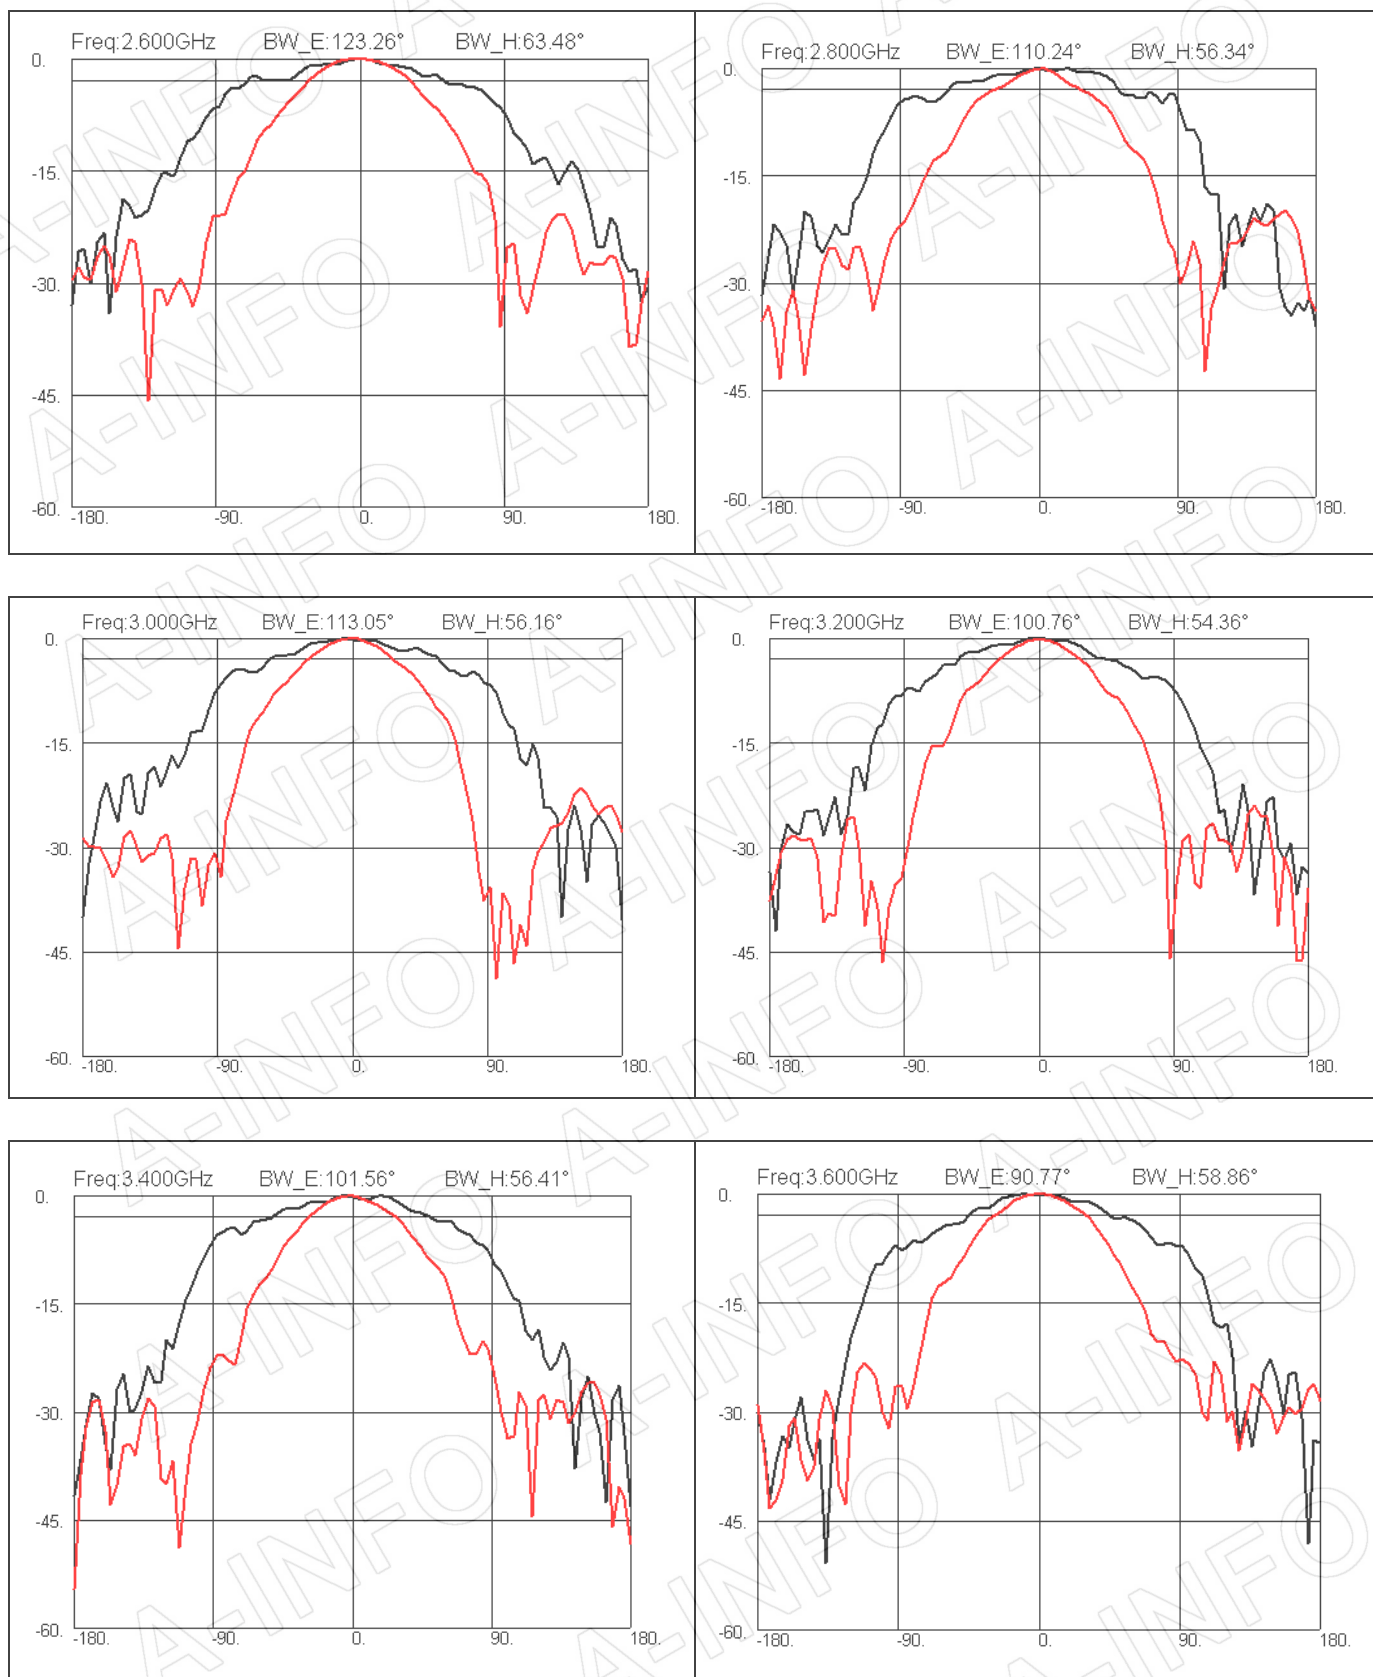 Freq:2.600GHz BW_E:123.26° BW_H:63.48°
0.
-15.
-30.
-45.
-60.
-180. -90. 0. 90. 180.
Freq:2.800GHz BW_E:110.24° BW_H:56.34°
0.
-15.
-30.
-45.
-60.
-180. -90. 0. 90. 180.
Freq:3.000GHz BW_E:113.05° BW_H:56.16°
0.
-15.
-30.
-45.
-60.
-180. -90. 0. 90. 180.
Freq:3.200GHz BW_E:100.76° BW_H:54.36°
0.
-15.
-30.
-45.
-60.
-180. -90. 0. 90. 180.
Freq:3.400GHz BW_E:101.56° BW_H:56.41°
0.
-15.
-30.
-45.
-60.
-180. -90. 0. 90. 180.
Freq:3.600GHz BW_E:90.77° BW_H:58.86°
0.
-15.
-30.
-45.
-60.
-180. -90. 0. 90. 180.
A-INFO